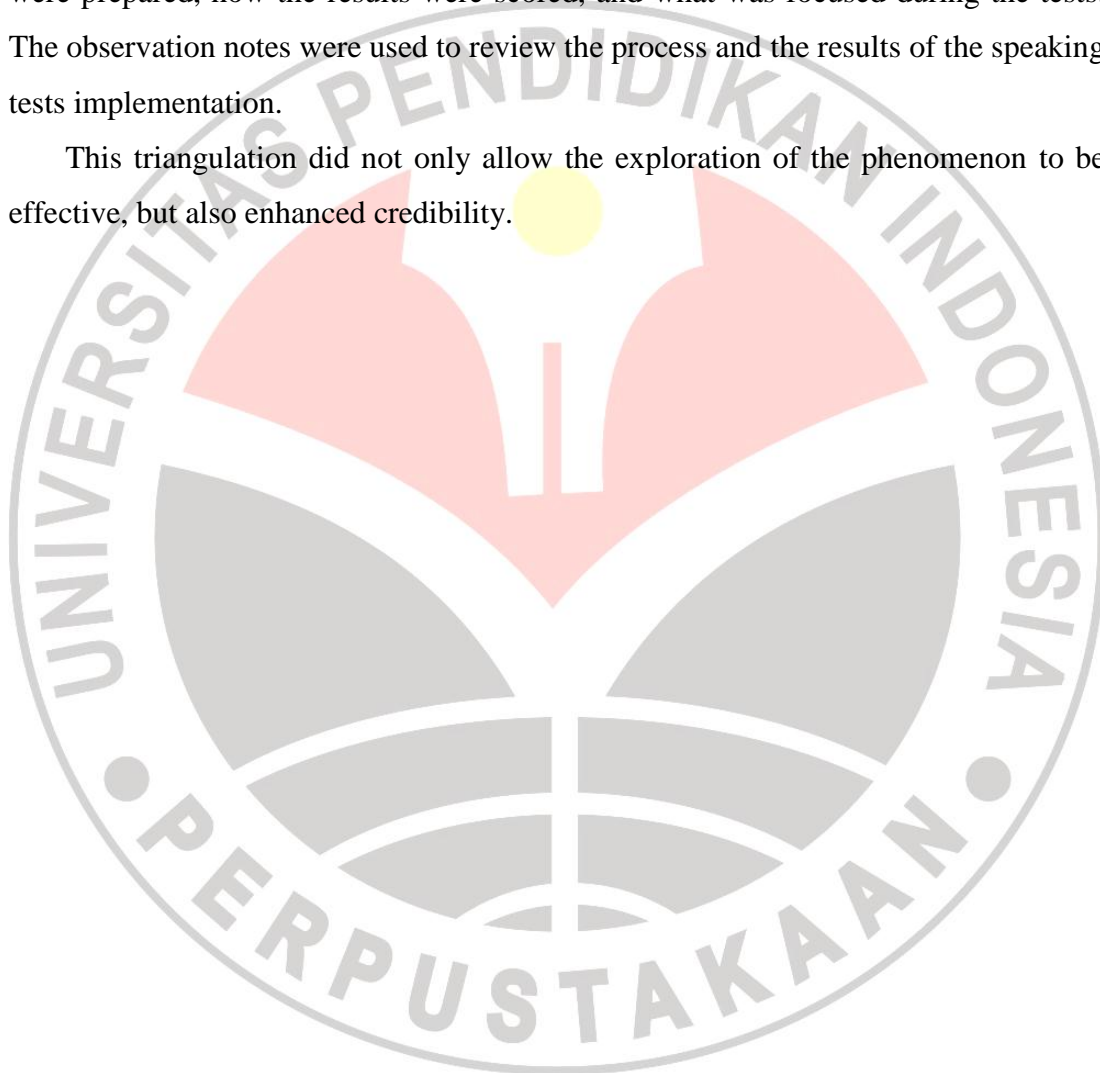 were prepared, how the results were scored, and what was focused during the tests.
The observation notes were used to review the process and the results of the speaking
tests implementation.
This triangulation did not only allow the exploration of the phenomenon to be
effective, but also enhanced credibility.
UNIVERSITAS PENDIDIKAN INDONESIA
PERPUSTAKAAN